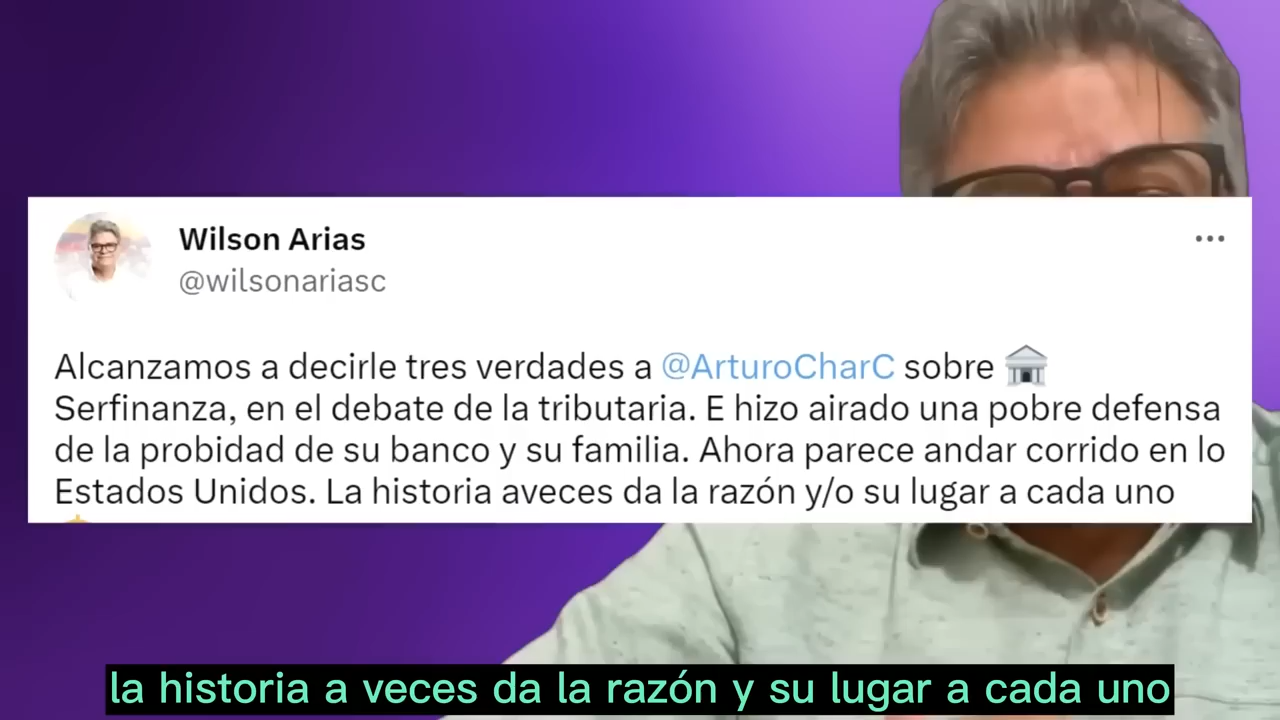 Wilson Arias
@wilsonariasc
Alcanzamos a decirle tres verdades a @ArturoCharC sobre 🏛️
Serfinanza, en el debate de la tributaria. E hizo airado una pobre defensa
de la probidad de su banco y su familia. Ahora parece andar corrido en lo
Estados Unidos. La historia aveces da la razón y/o su lugar a cada uno
la historia a veces da la razón y su lugar a cada uno